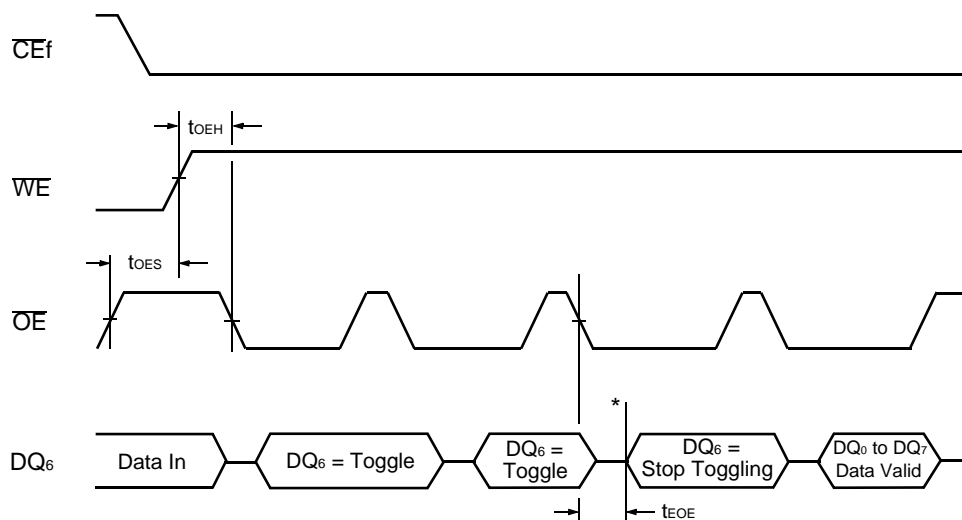 CEf
tOEH
WE
tOES
OE
*
DQ6
Data In
DQ6 = Toggle
DQ6 =
Toggle
DQ6 =
Stop Toggling
DQ0 to DQ7
Data Valid
tEOE